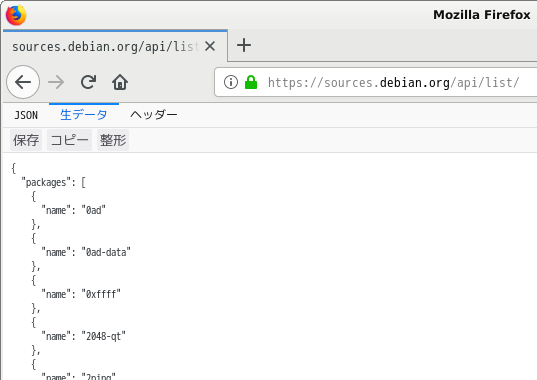 Mozilla Firefox
sources.debian.org/api/list
https://sources.debian.org/api/list/
JSON 生データ ヘッダー
保存 コピー 整形
{
"packages": [
{
"name": "0ad"
},
{
"name": "0ad-data"
},
{
"name": "0xffff"
},
{
"name": "2048-qt"
},
{
"name": "2ping"